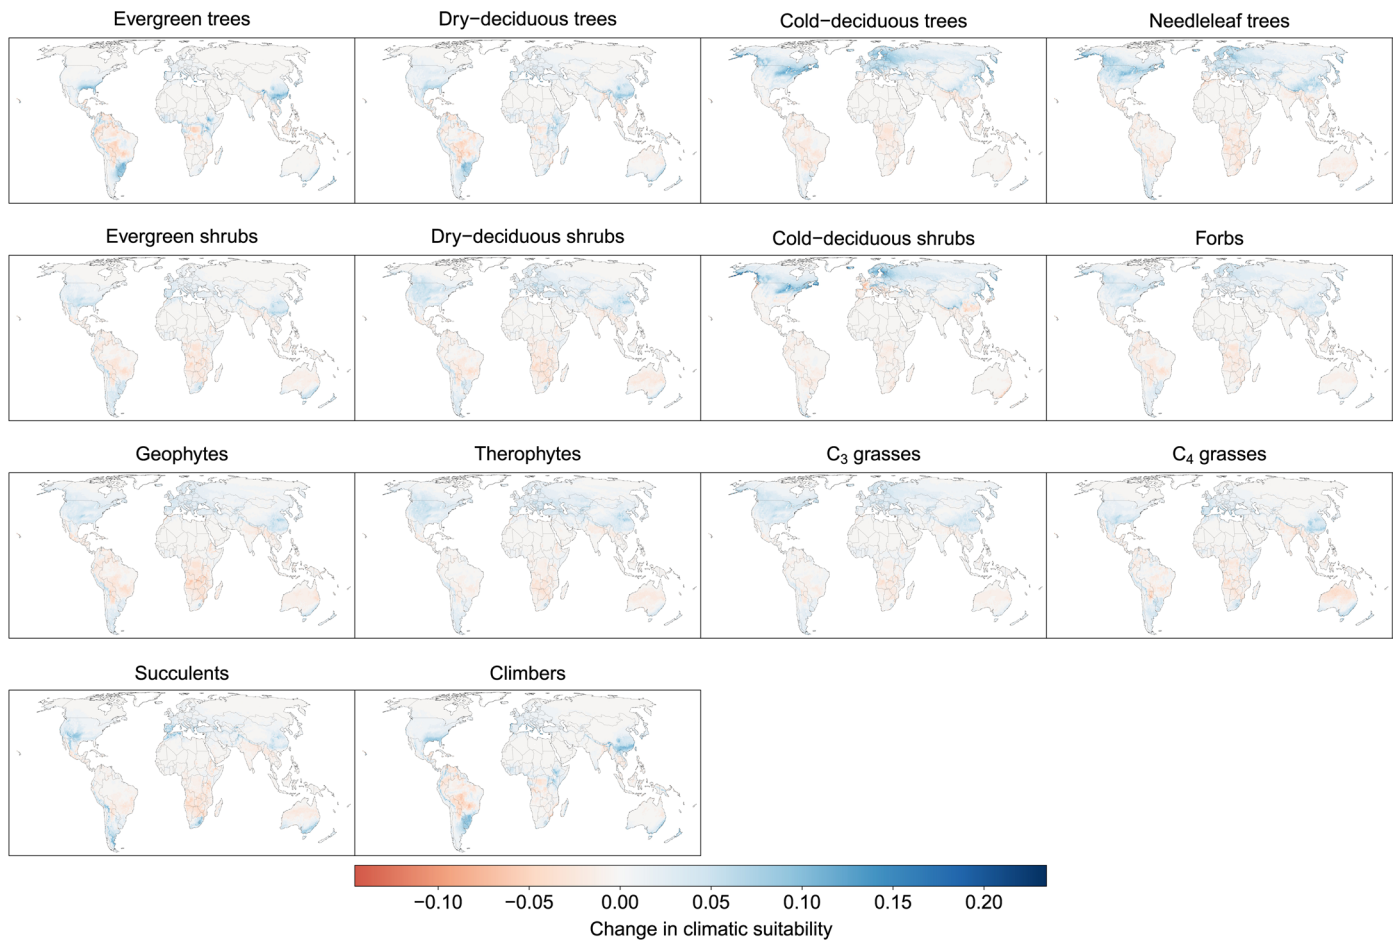 Evergreen trees Dry−deciduous trees Cold−deciduous trees Needleleaf trees
Evergreen shrubs Dry−deciduous shrubs Cold−deciduous shrubs Forbs
Geophytes Therophytes C₃ grasses C₄ grasses
Succulents Climbers
−0.10 −0.05 0.00 0.05 0.10 0.15 0.20
Change in climatic suitability